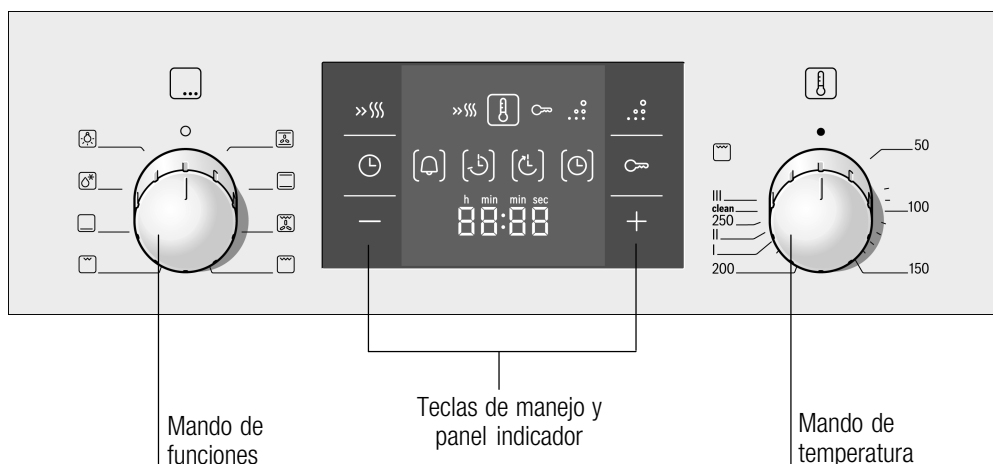 h min min sec
88:88
50
100
150
III
clean
250
II
I
200
Mando de
funciones
Teclas de manejo y
panel indicador
Mando de
temperatura